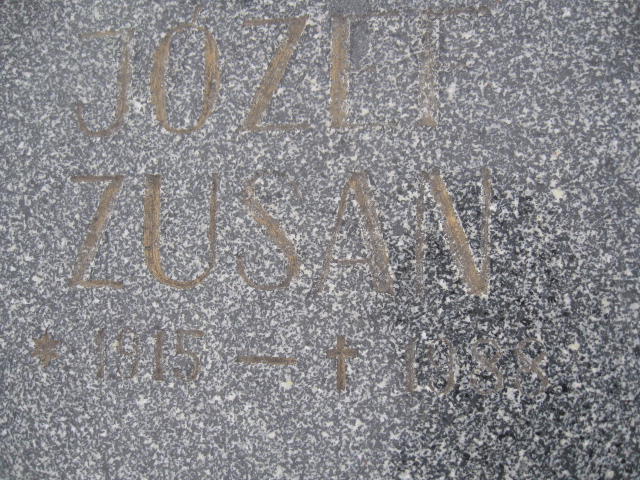 JÓZEF
ZUSAN
* 1915 — † 1988